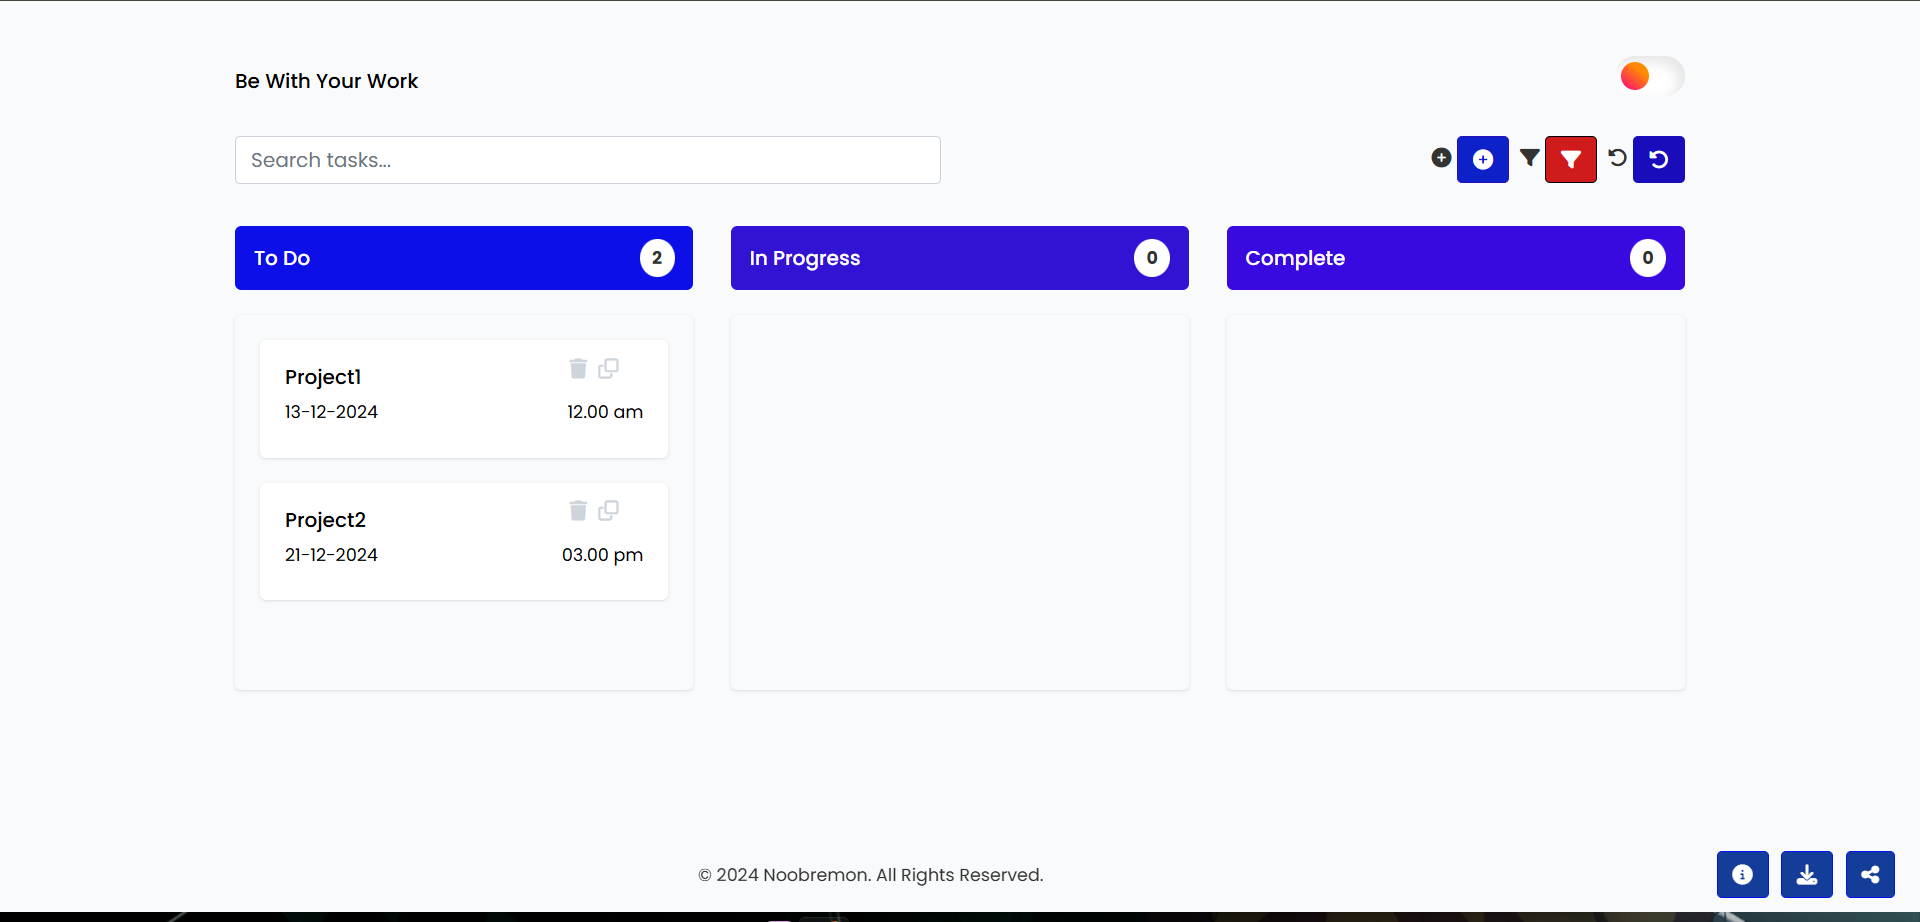 Be With Your Work
Search tasks...
To Do 2
In Progress 0
Complete 0
Project1
13-12-2024 12.00 am
Project2
21-12-2024 03.00 pm
© 2024 Noobremon. All Rights Reserved.